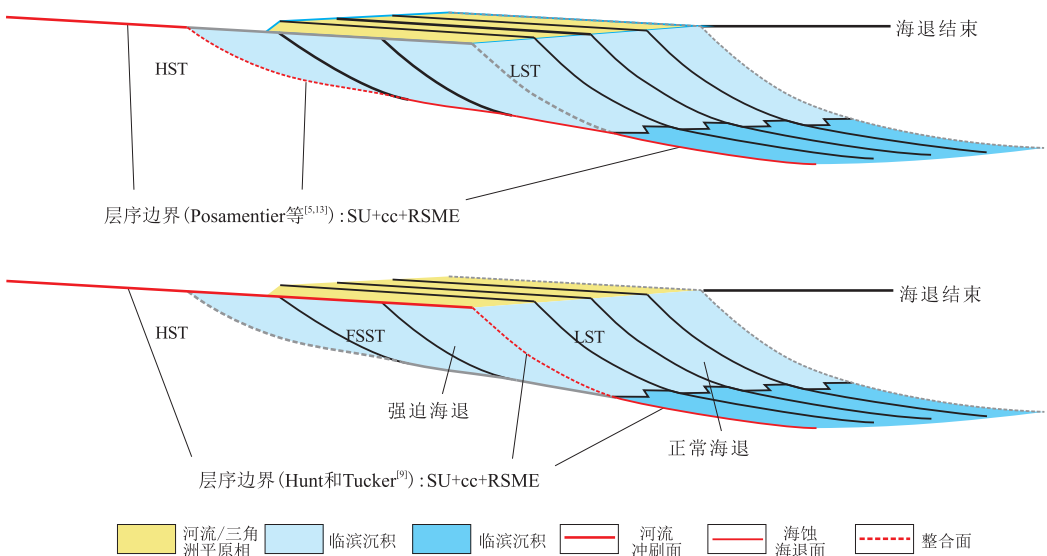 海退结束
HST
LST
层序边界(Posamentier等[5,13]):SU+cc+RSME
海退结束
HST
FSST
LST
强迫海退
正常海退
层序边界(Hunt和Tucker[9]):SU+cc+RSME
河流/三角
洲平原相
临滨沉积
临滨沉积
河流
冲刷面
海蚀
海退面
整合面